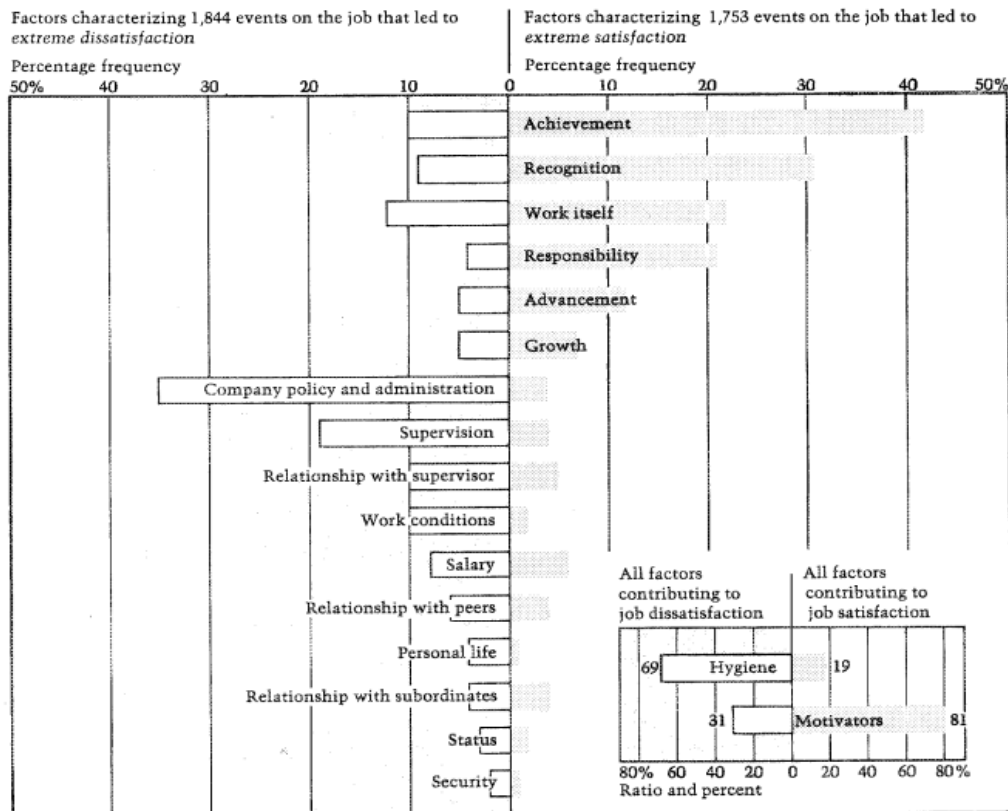 Factors characterizing 1,844 events on the job that led to
extreme dissatisfaction
Factors characterizing 1,753 events on the job that led to
extreme satisfaction
Percentage frequency
Percentage frequency
50% 40 30 20 10 0 10 20 30 40 50%
Achievement
Recognition
Work itself
Responsibility
Advancement
Growth
Company policy and administration
Supervision
Relationship with supervisor
Work conditions
Salary
Relationship with peers
Personal life
Relationship with subordinates
Status
Security
All factors
contributing to
job dissatisfaction
All factors
contributing to
job satisfaction
69 Hygiene 19
31 Motivators 81
80% 60 40 20 0 20 40 60 80%
Ratio and percent